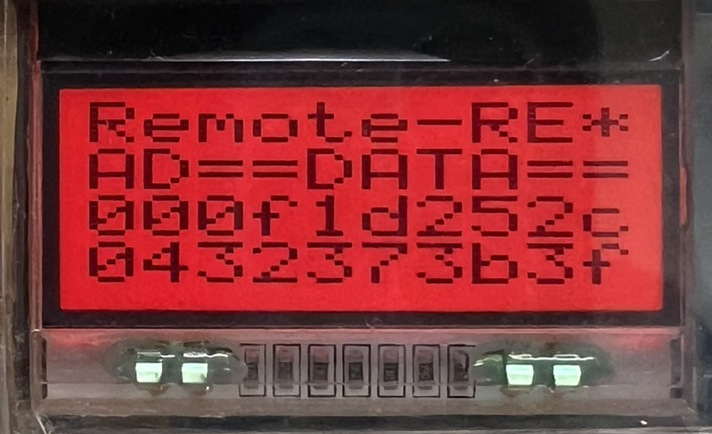 Remote-RE*
AD==DATA==
000f1d252c
0432373b3f